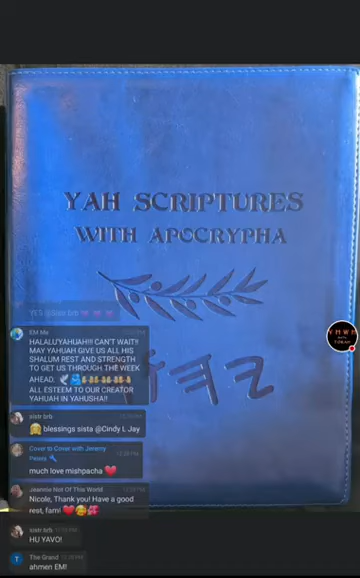 YAH SCRIPTURES
WITH APOCRYPHA
YES
EM Me
HALALU'YAHUAH!!! CAN'T WAIT!!
MAY YAHUAH GIVE US ALL HIS
SHALUM REST AND STRENGTH
TO GET US THROUGH THE WEEK
AHEAD.
ALL ESTEEM TO OUR CREATOR
YAHUAH IN YAHUSHA!!
sistr brb
blessings sista @Cindy L Jay
Cover to Cover with Jeremy
Peters
much love mishpacha
Jeannie Not Of This World
Nicole, Thank you! Have a good
rest, fam!
sistr brb
HU YAVO!
T The Grand
ahmen EM!
YHWH